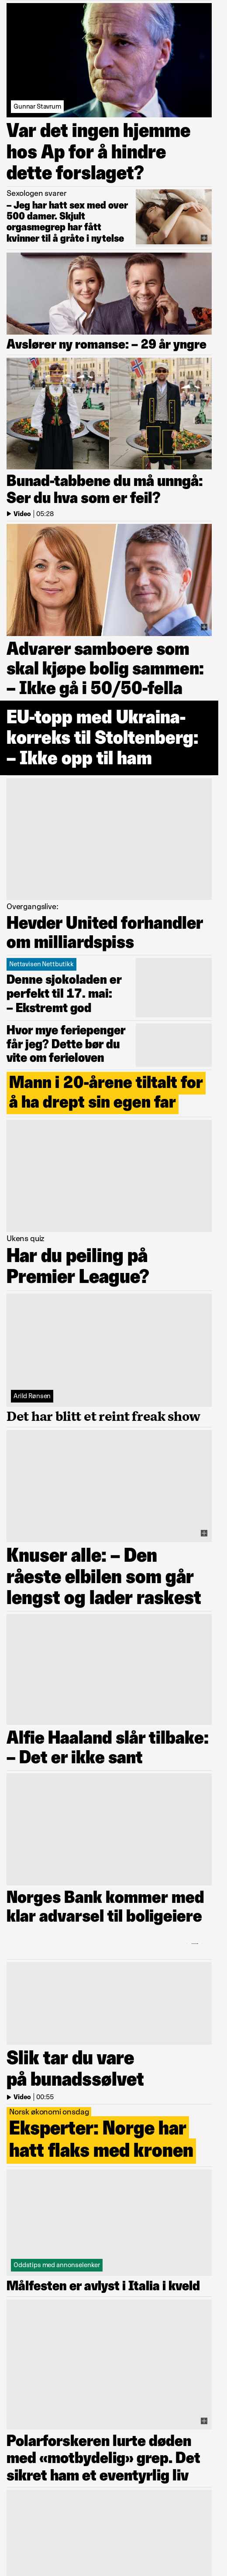 Gunnar Stavrum
Var det ingen hjemme
hos Ap for å hindre
dette forslaget?
Sexologen svarer
– Jeg har hatt sex med over
500 damer. Skjult
orgasmegrep har fått
kvinner til å gråte i nytelse
Avslører ny romanse: – 29 år yngre
Bunad-tabbene du må unngå:
Ser du hva som er feil?
Video | 05:28
Advarer samboere som
skal kjøpe bolig sammen:
– Ikke gå i 50/50-fella
EU-topp med Ukraina-
korreks til Stoltenberg:
– Ikke opp til ham
Overgangslive:
Hevder United forhandler
om milliardspiss
Nettavisen Nettbutikk
Denne sjokoladen er
perfekt til 17. mai:
– Ekstremt god
Hvor mye feriepenger
får jeg? Dette bør du
vite om ferieloven
Mann i 20-årene tiltalt for
å ha drept sin egen far
Ukens quiz
Har du peiling på
Premier League?
Arild Rønsen
Det har blitt et reint freak show
Knuser alle: – Den
råeste elbilen som går
lengst og lader raskest
Alfie Haaland slår tilbake:
– Det er ikke sant
Norges Bank kommer med
klar advarsel til boligeiere
Slik tar du vare
på bunadssølvet
Video | 00:55
Norsk økonomi onsdag
Eksperter: Norge har
hatt flaks med kronen
Oddstips med annonselenker
Målfesten er avlyst i Italia i kveld
Polarforskeren lurte døden
med «motbydelig» grep. Det
sikret ham et eventyrlig liv